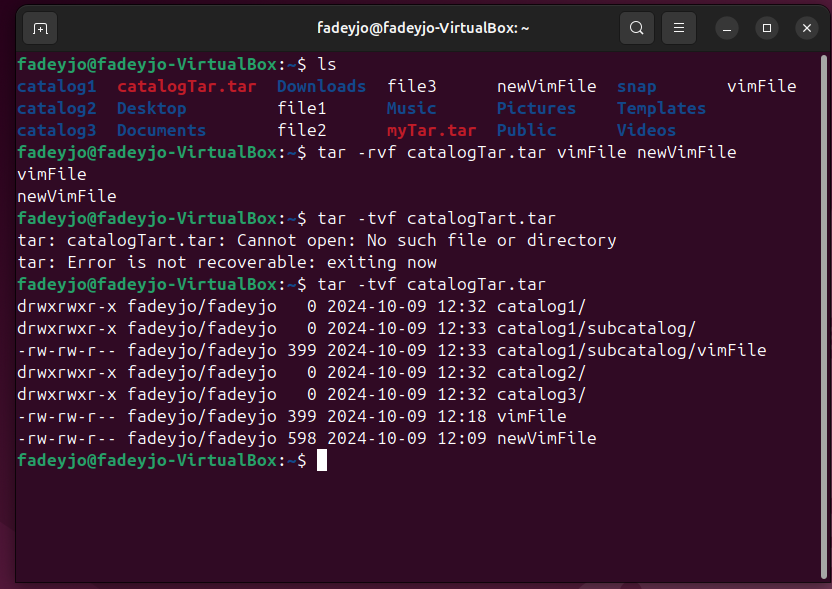 fadeyjo@fadeyjo-VirtualBox: ~
fadeyjo@fadeyjo-VirtualBox:~$ ls
catalog1  catalogTar.tar  Downloads  file3      newVimFile  snap       vimFile
catalog2  Desktop         file1      Music      Pictures    Templates
catalog3  Documents       file2      myTar.tar  Public      Videos
fadeyjo@fadeyjo-VirtualBox:~$ tar -rvf catalogTar.tar vimFile newVimFile
vimFile
newVimFile
fadeyjo@fadeyjo-VirtualBox:~$ tar -tvf catalogTart.tar
tar: catalogTart.tar: Cannot open: No such file or directory
tar: Error is not recoverable: exiting now
fadeyjo@fadeyjo-VirtualBox:~$ tar -tvf catalogTar.tar
drwxrwxr-x fadeyjo/fadeyjo   0 2024-10-09 12:32 catalog1/
drwxrwxr-x fadeyjo/fadeyjo   0 2024-10-09 12:33 catalog1/subcatalog/
-rw-rw-r-- fadeyjo/fadeyjo 399 2024-10-09 12:33 catalog1/subcatalog/vimFile
drwxrwxr-x fadeyjo/fadeyjo   0 2024-10-09 12:32 catalog2/
drwxrwxr-x fadeyjo/fadeyjo   0 2024-10-09 12:32 catalog3/
-rw-rw-r-- fadeyjo/fadeyjo 399 2024-10-09 12:18 vimFile
-rw-rw-r-- fadeyjo/fadeyjo 598 2024-10-09 12:09 newVimFile
fadeyjo@fadeyjo-VirtualBox:~$